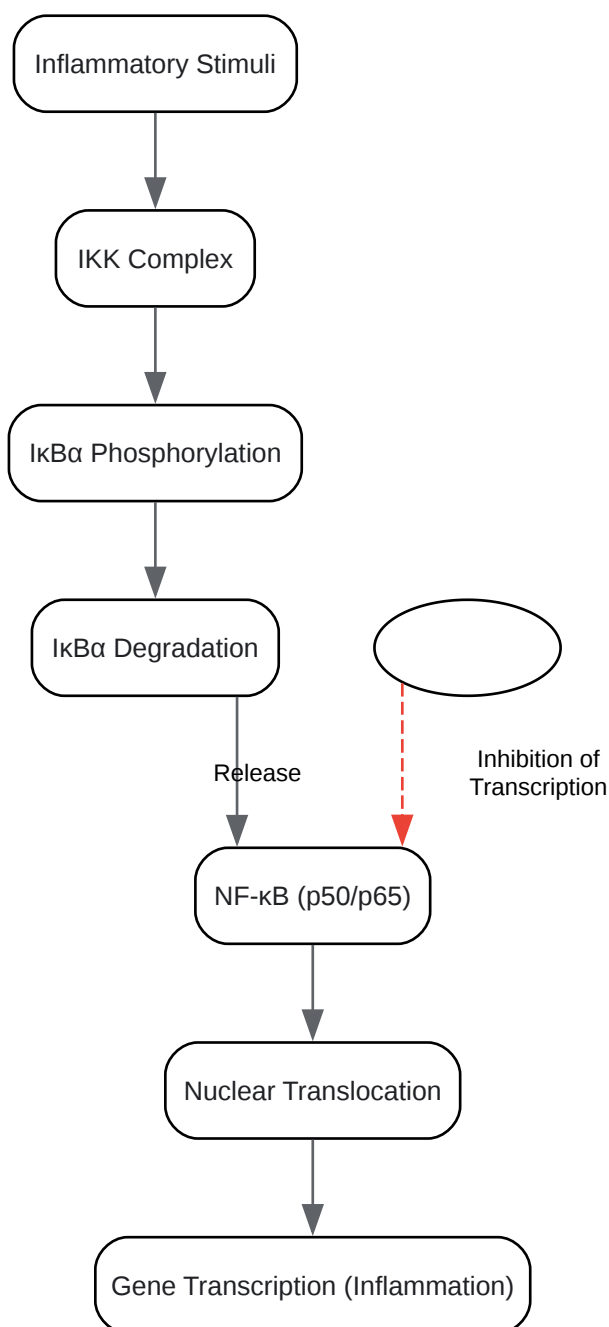 Inflammatory Stimuli
IKK Complex
IκBα Phosphorylation
IκBα Degradation
Release
Inhibition of
Transcription
NF-κB (p50/p65)
Nuclear Translocation
Gene Transcription (Inflammation)